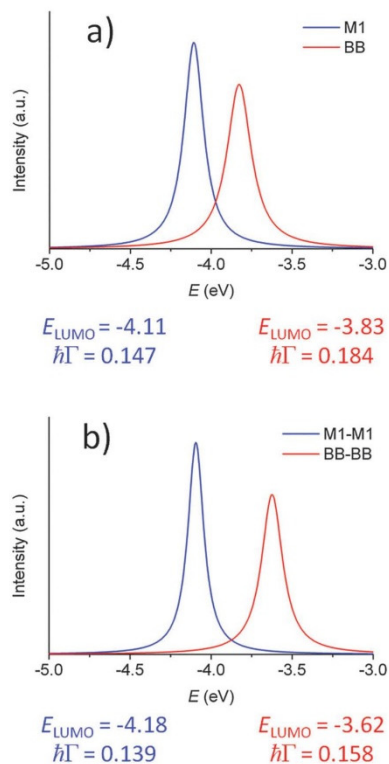 a)
M1
BB
Intensity (a.u.)
-5.0 -4.5 -4.0 -3.5 -3.0
E (eV)
E_LUMO = -4.11 E_LUMO = -3.83
ħΓ = 0.147 ħΓ = 0.184
b)
M1-M1
BB-BB
Intensity (a.u.)
-5.0 -4.5 -4.0 -3.5 -3.0
E (eV)
E_LUMO = -4.18 E_LUMO = -3.62
ħΓ = 0.139 ħΓ = 0.158